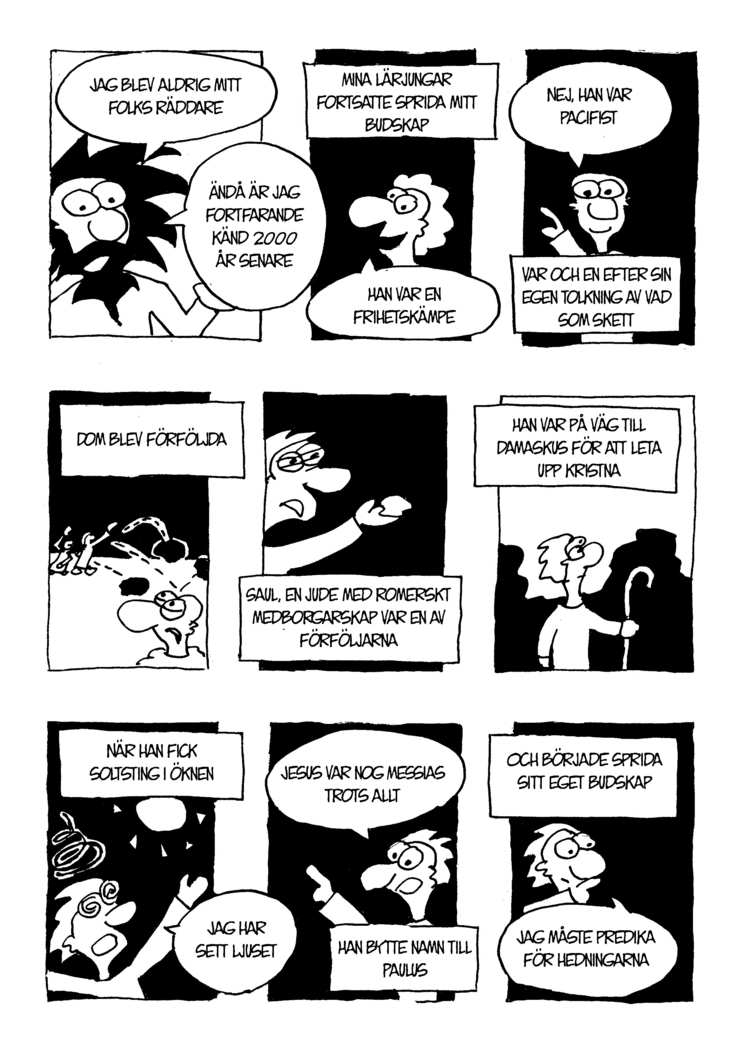 JAG BLEV ALDRIG MITT
FOLKS RÄDDARE
ÄNDÅ ÄR JAG
FORTFARANDE
KÄND 2000
ÅR SENARE
MINA LÄRJUNGAR
FORTSATTE SPRIDA MITT
BUDSKAP
HAN VAR EN
FRIHETSKÄMPE
NEJ, HAN VAR
PACIFIST
VAR OCH EN EFTER SIN
EGEN TOLKNING AV VAD
SOM SKETT
DOM BLEV FÖRFÖLJDA
SAUL, EN JUDE MED ROMERSKT
MEDBORGARSKAP VAR EN AV
FÖRFÖLJARNA
HAN VAR PÅ VÄG TILL
DAMASKUS FÖR ATT LETA
UPP KRISTNA
NÄR HAN FICK
SOLTSTING I ÖKNEN
JAG HAR
SETT LJUSET
JESUS VAR NOG MESSIAS
TROTS ALLT
HAN BYTTE NAMN TILL
PAULUS
OCH BÖRJADE SPRIDA
SITT EGET BUDSKAP
JAG MÅSTE PREDIKA
FÖR HEDNINGARNA